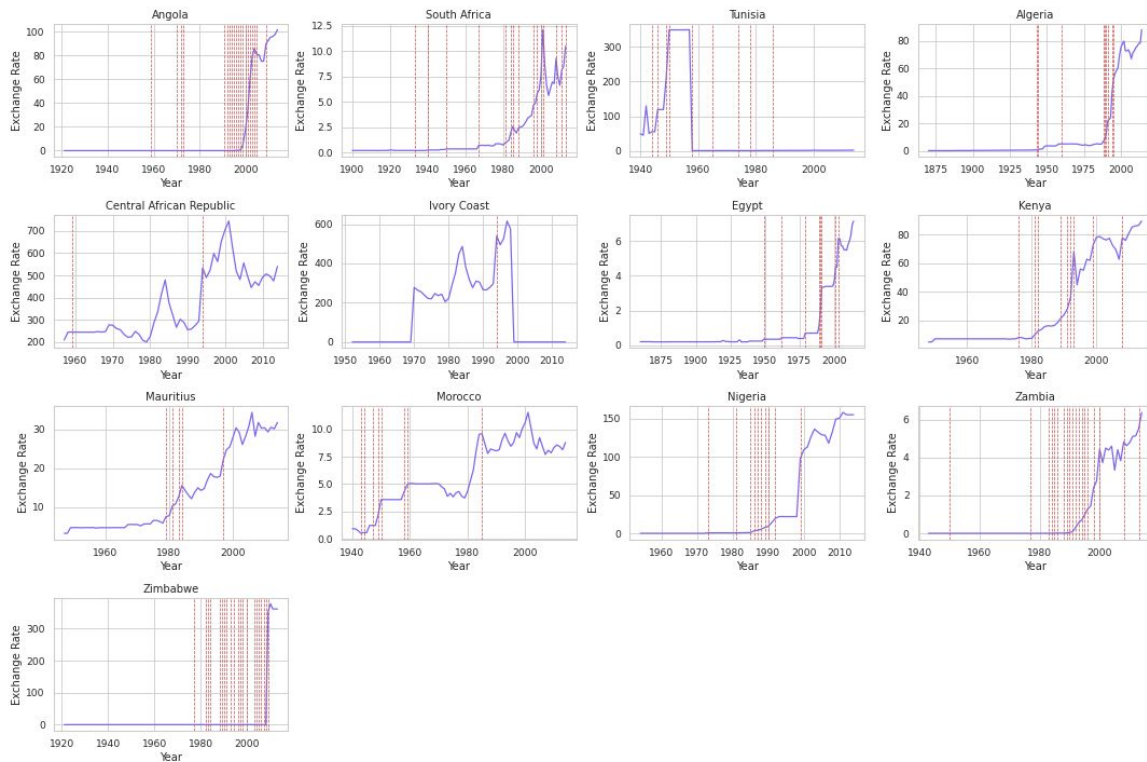 Angola
Exchange Rate
100
80
60
40
20
0
1920 1940 1960 1980 2000
Year
South Africa
Exchange Rate
12.5
10.0
7.5
5.0
2.5
0.0
1900 1920 1940 1960 1980 2000
Year
Tunisia
Exchange Rate
300
200
100
0
1940 1960 1980 2000
Year
Algeria
Exchange Rate
80
60
40
20
0
1875 1900 1925 1950 1975 2000
Year
Central African Republic
Exchange Rate
700
600
500
400
300
200
1960 1970 1980 1990 2000 2010
Year
Ivory Coast
Exchange Rate
600
400
200
0
1950 1960 1970 1980 1990 2000 2010
Year
Egypt
Exchange Rate
6
4
2
0
1875 1900 1925 1950 1975 2000
Year
Kenya
Exchange Rate
80
60
40
20
1960 1980 2000
Year
Mauritius
Exchange Rate
30
20
10
1960 1980 2000
Year
Morocco
Exchange Rate
10.0
7.5
5.0
2.5
0.0
1940 1960 1980 2000
Year
Nigeria
Exchange Rate
150
100
50
0
1960 1970 1980 1990 2000 2010
Year
Zambia
Exchange Rate
6
4
2
0
1940 1960 1980 2000
Year
Zimbabwe
Exchange Rate
300
200
100
0
1920 1940 1960 1980 2000
Year